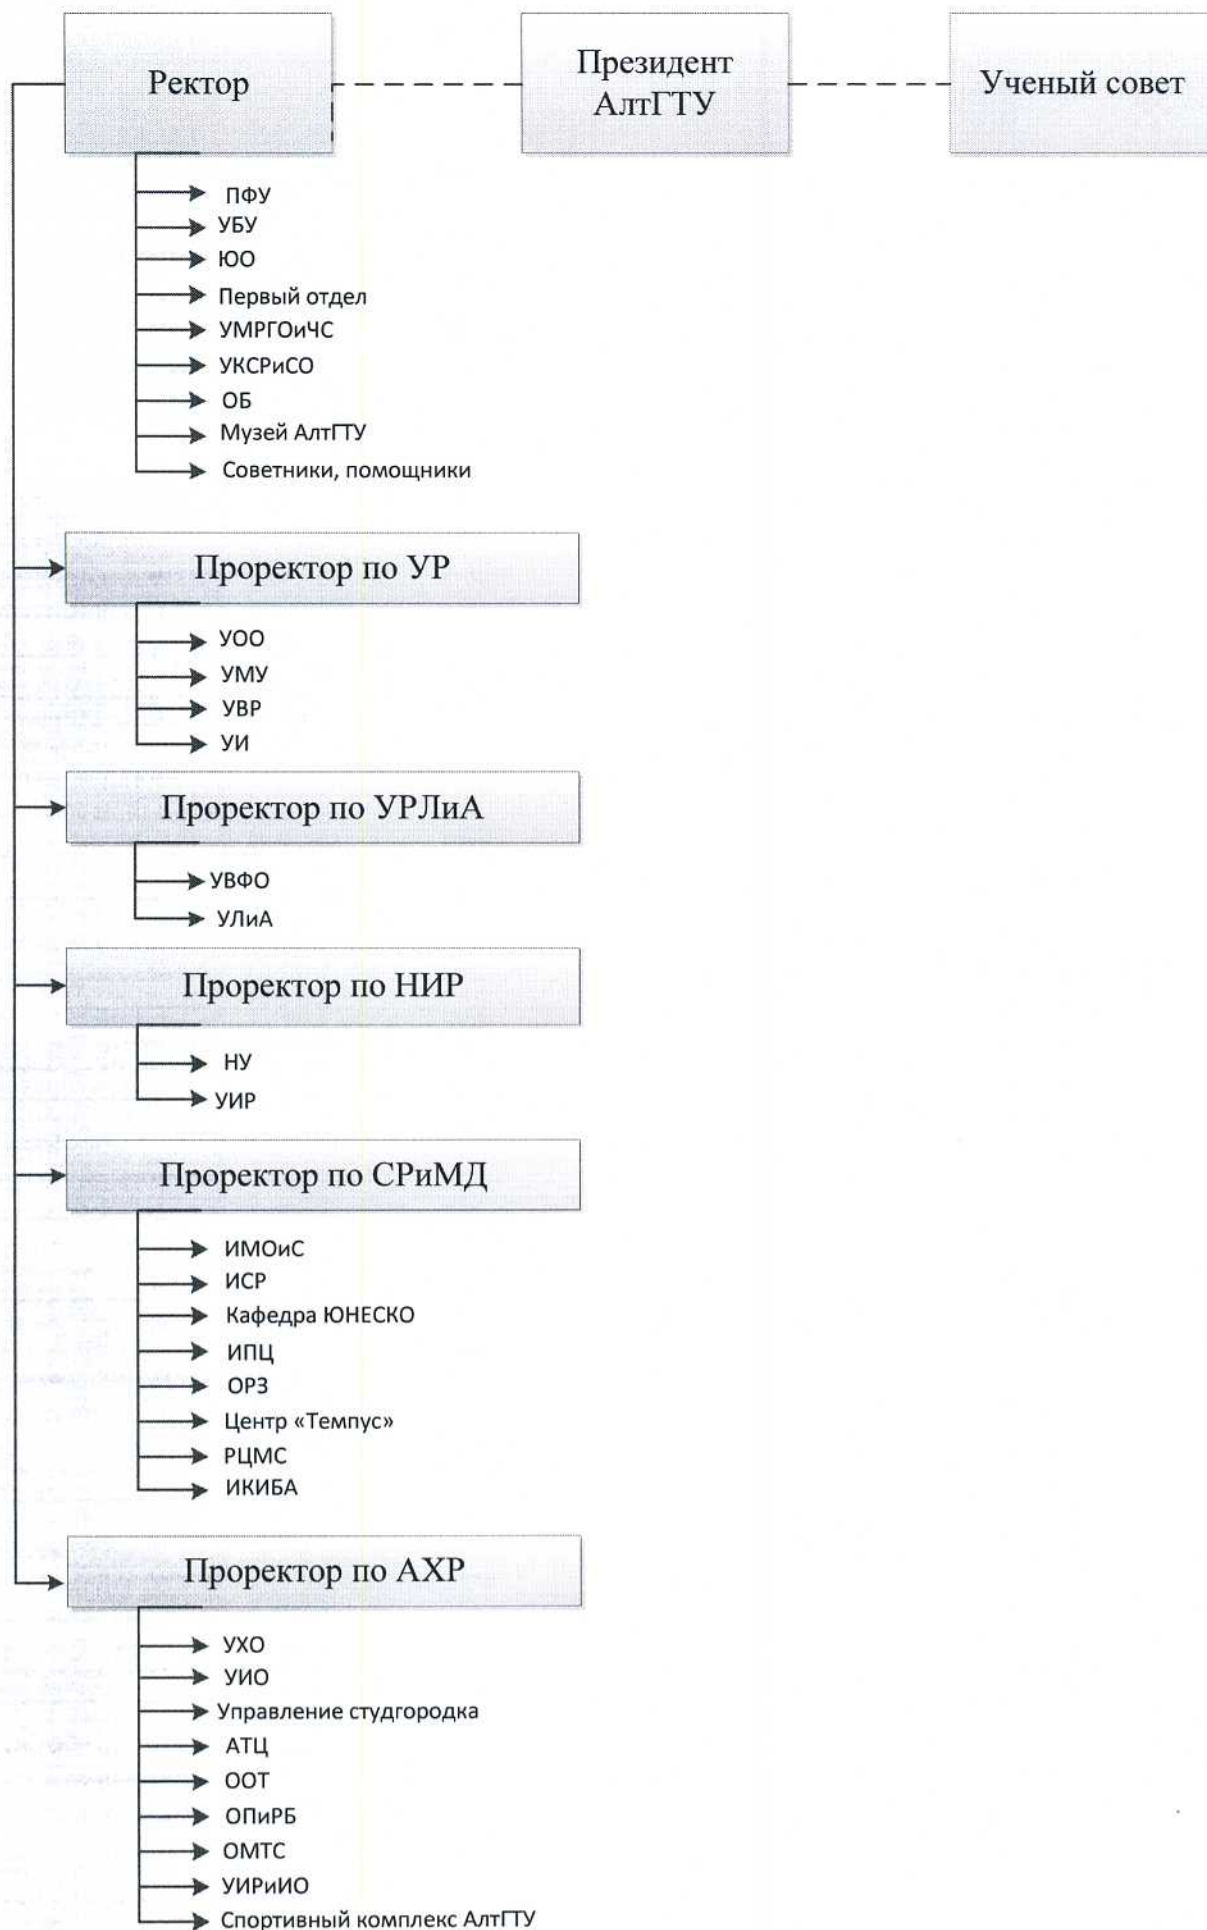 Ректор
Президент
АлтГТУ
Ученый совет
ПФУ
УБУ
ЮО
Первый отдел
УМРГОиЧС
УКСРиСО
ОБ
Музей АлтГТУ
Советники, помощники
Проректор по УР
УОО
УМУ
УВР
УИ
Проректор по УРЛиА
УВФО
УЛиА
Проректор по НИР
НУ
УИР
Проректор по СРиМД
ИМОиС
ИСР
Кафедра ЮНЕСКО
ИПЦ
ОРЗ
Центр «Темпус»
РЦМС
ИКИБА
Проректор по АХР
УХО
УИО
Управление студгородка
АТЦ
ООТ
ОПиРБ
ОМТС
УИРиИО
Спортивный комплекс АлтГТУ